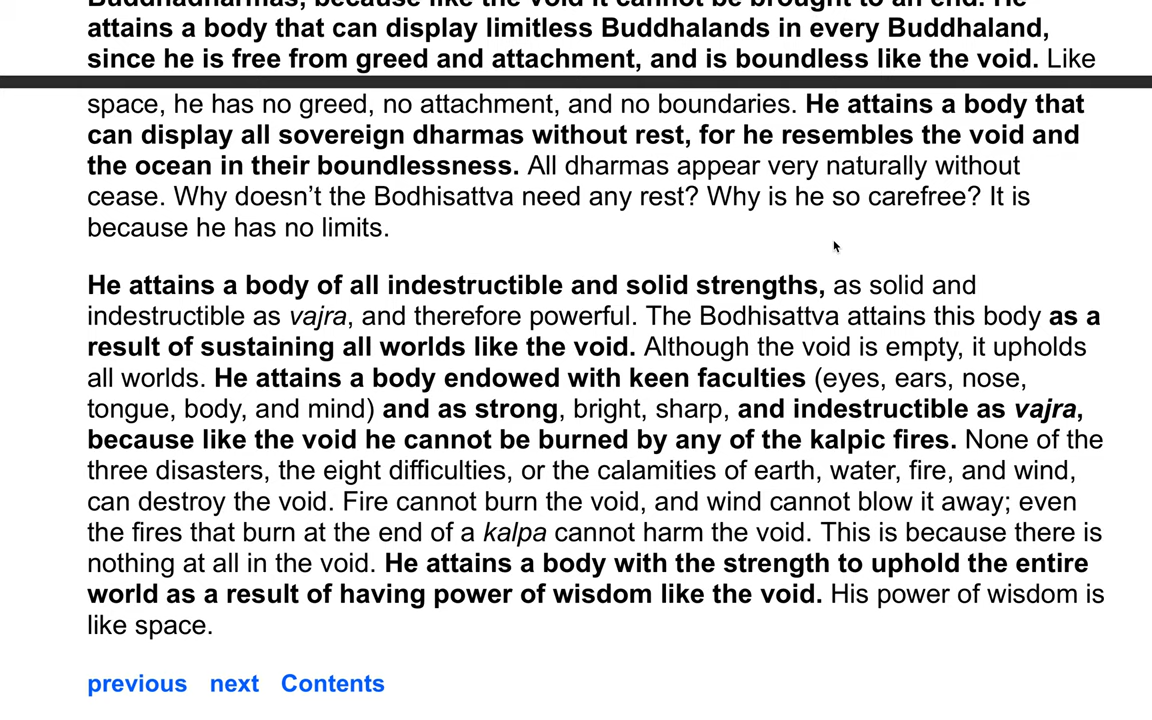 Buddhadharmas, because like the void it cannot be brought to an end. He
attains a body that can display limitless Buddhalands in every Buddhaland,
since he is free from greed and attachment, and is boundless like the void. Like
space, he has no greed, no attachment, and no boundaries. He attains a body that
can display all sovereign dharmas without rest, for he resembles the void and
the ocean in their boundlessness. All dharmas appear very naturally without
cease. Why doesn’t the Bodhisattva need any rest? Why is he so carefree? It is
because he has no limits.
He attains a body of all indestructible and solid strengths, as solid and
indestructible as vajra, and therefore powerful. The Bodhisattva attains this body as a
result of sustaining all worlds like the void. Although the void is empty, it upholds
all worlds. He attains a body endowed with keen faculties (eyes, ears, nose,
tongue, body, and mind) and as strong, bright, sharp, and indestructible as vajra,
because like the void he cannot be burned by any of the kalpic fires. None of the
three disasters, the eight difficulties, or the calamities of earth, water, fire, and wind,
can destroy the void. Fire cannot burn the void, and wind cannot blow it away; even
the fires that burn at the end of a kalpa cannot harm the void. This is because there is
nothing at all in the void. He attains a body with the strength to uphold the entire
world as a result of having power of wisdom like the void. His power of wisdom is
like space.
previous next Contents